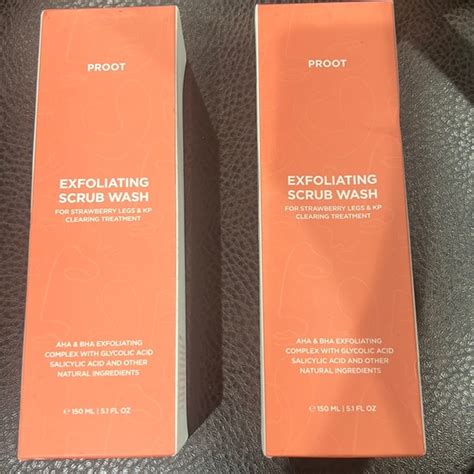 PROOT
EXFOLIATING
SCRUB WASH
FOR STRAWBERRY LEGS & KP
CLEARING TREATMENT
AHA & BHA EXFOLIATING
COMPLEX WITH GLYCOLIC ACID
SALICYLIC ACID AND OTHER
NATURAL INGREDIENTS
℮ 150 ML | 5.1 FL OZ
PROOT
EXFOLIATING
SCRUB WASH
FOR STRAWBERRY LEGS & KP
CLEARING TREATMENT
AHA & BHA EXFOLIATING
COMPLEX WITH GLYCOLIC ACID
SALICYLIC ACID AND OTHER
NATURAL INGREDIENTS
℮ 150 ML | 5.1 FL OZ